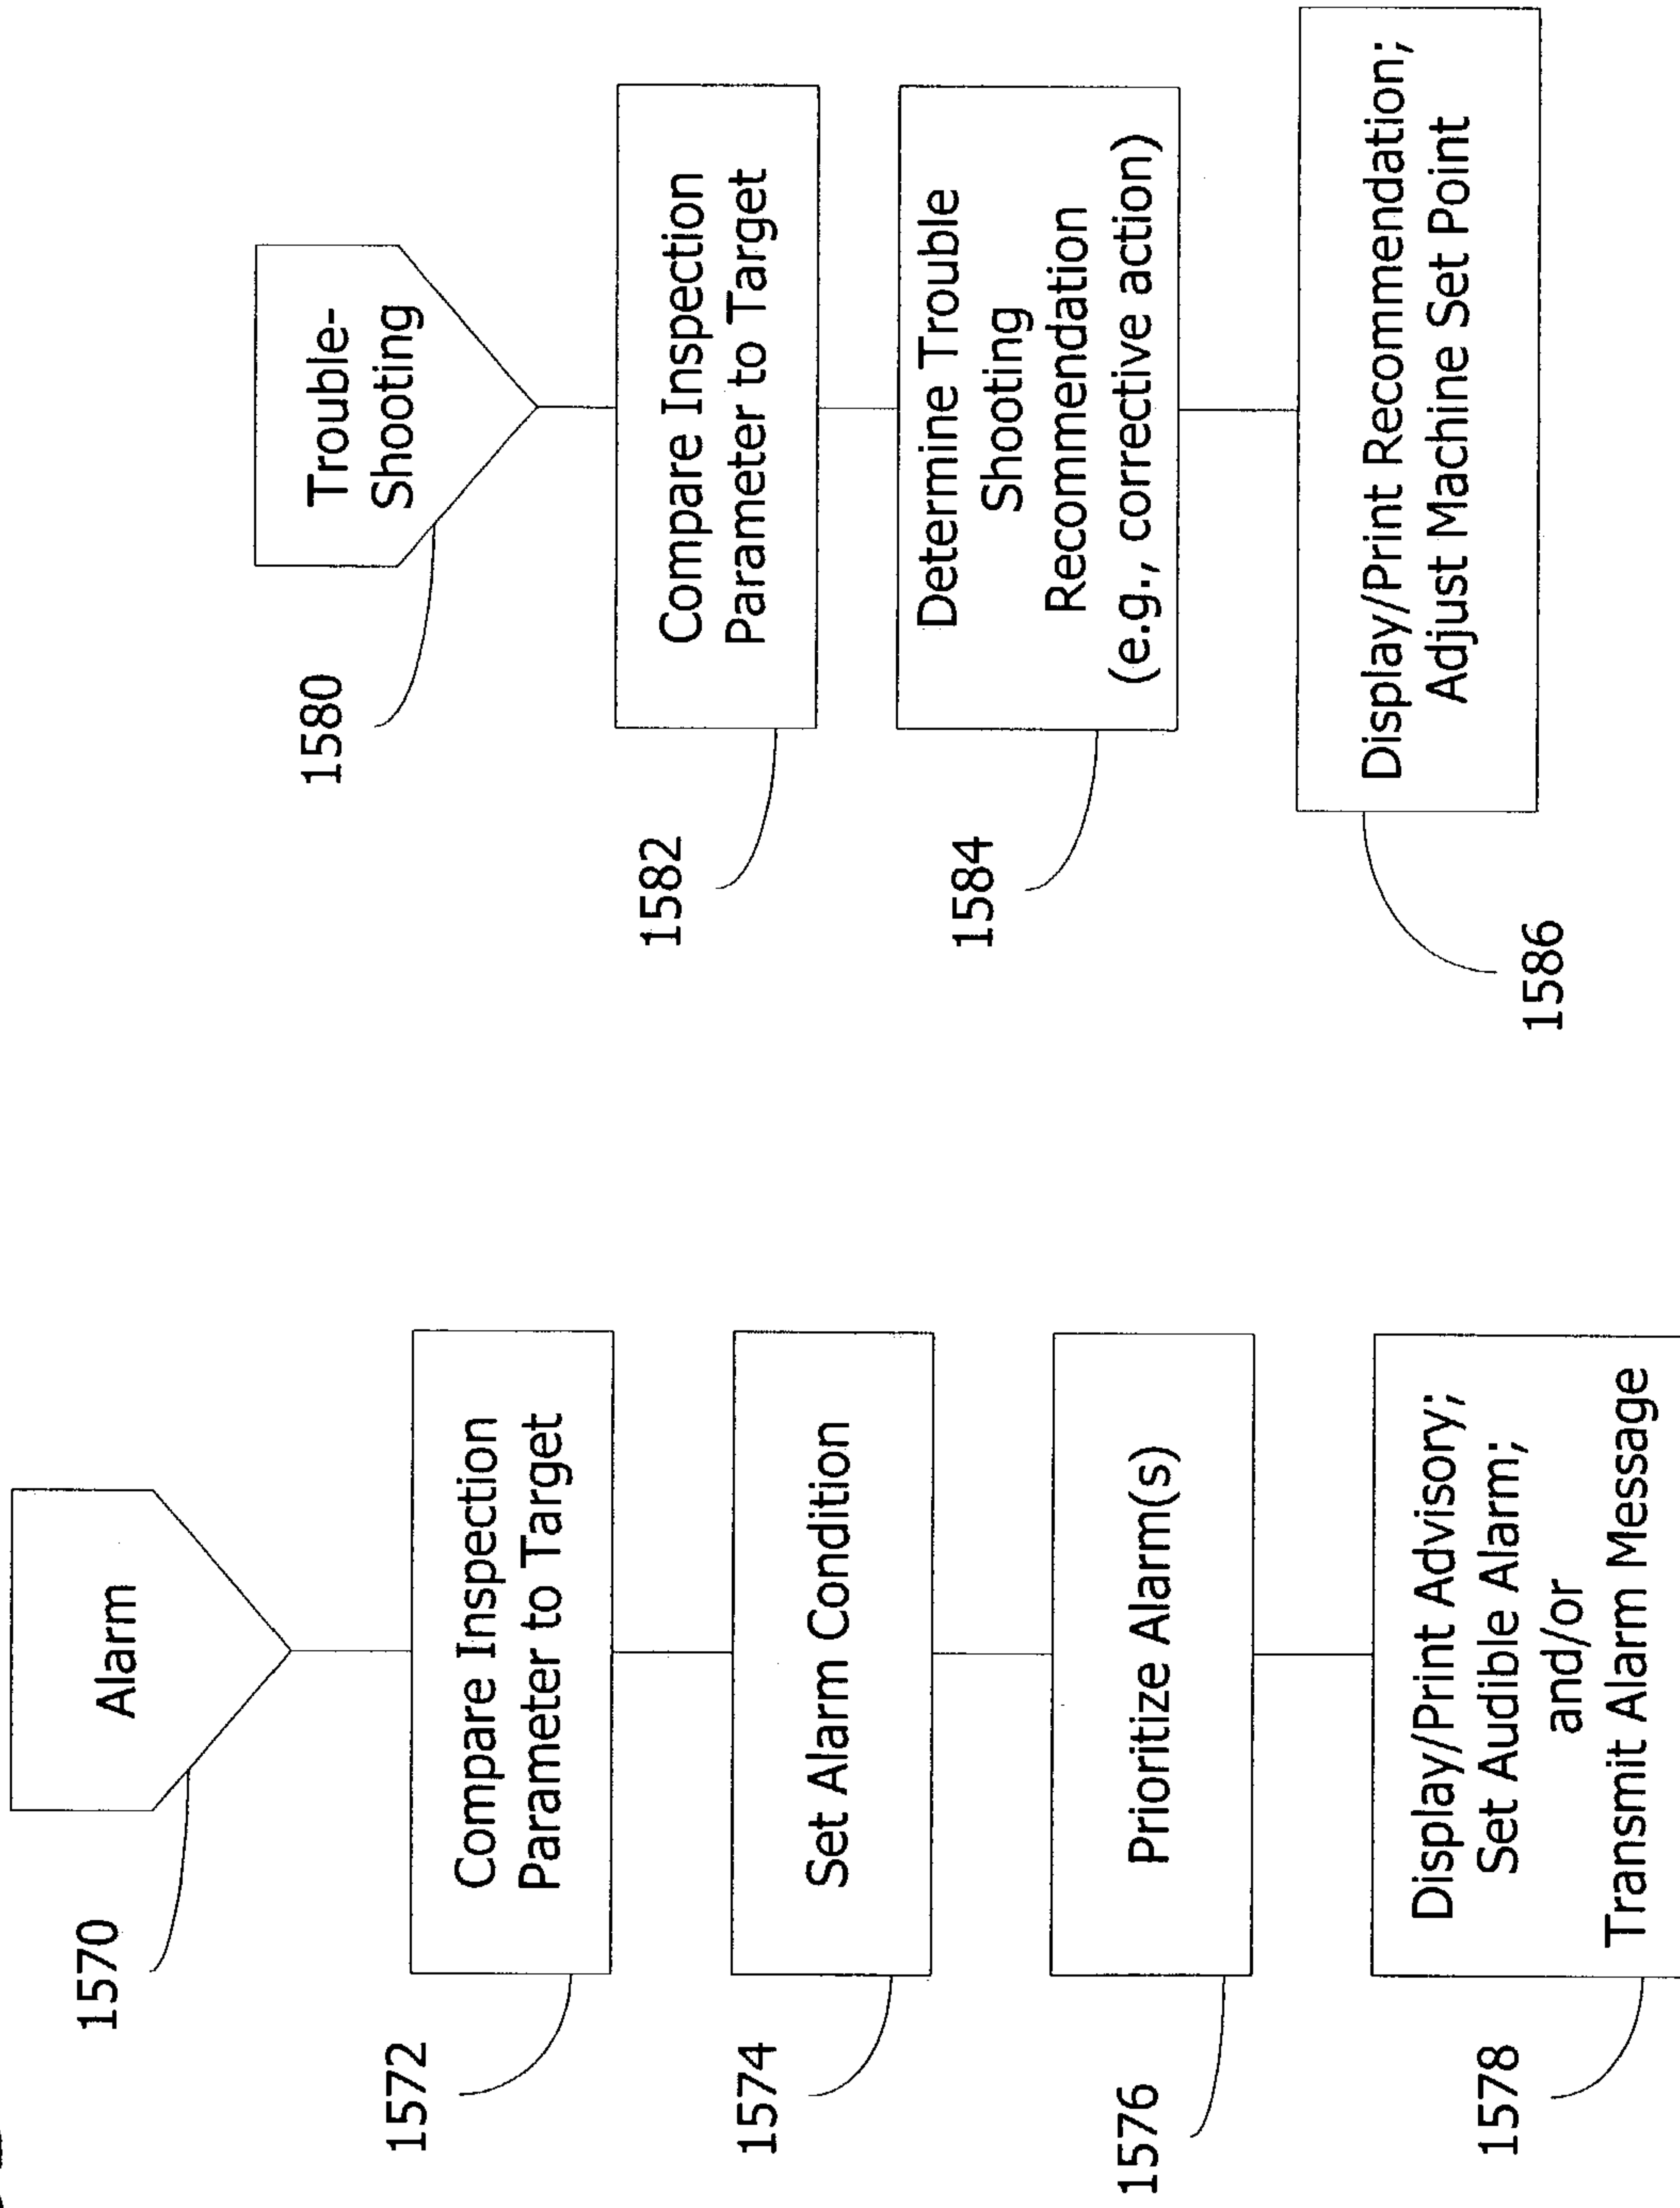 1570
Alarm
1572
Compare Inspection
Parameter to Target
1574
Set Alarm Condition
1576
Prioritize Alarm(s)
1578
Display/Print Advisory;
Set Audible Alarm;
and/or
Transmit Alarm Message
1580
Trouble-
Shooting
1582
Compare Inspection
Parameter to Target
1584
Determine Trouble
Shooting
Recommendation
(e.g., corrective action)
1586
Display/Print Recommendation;
Adjust Machine Set Point